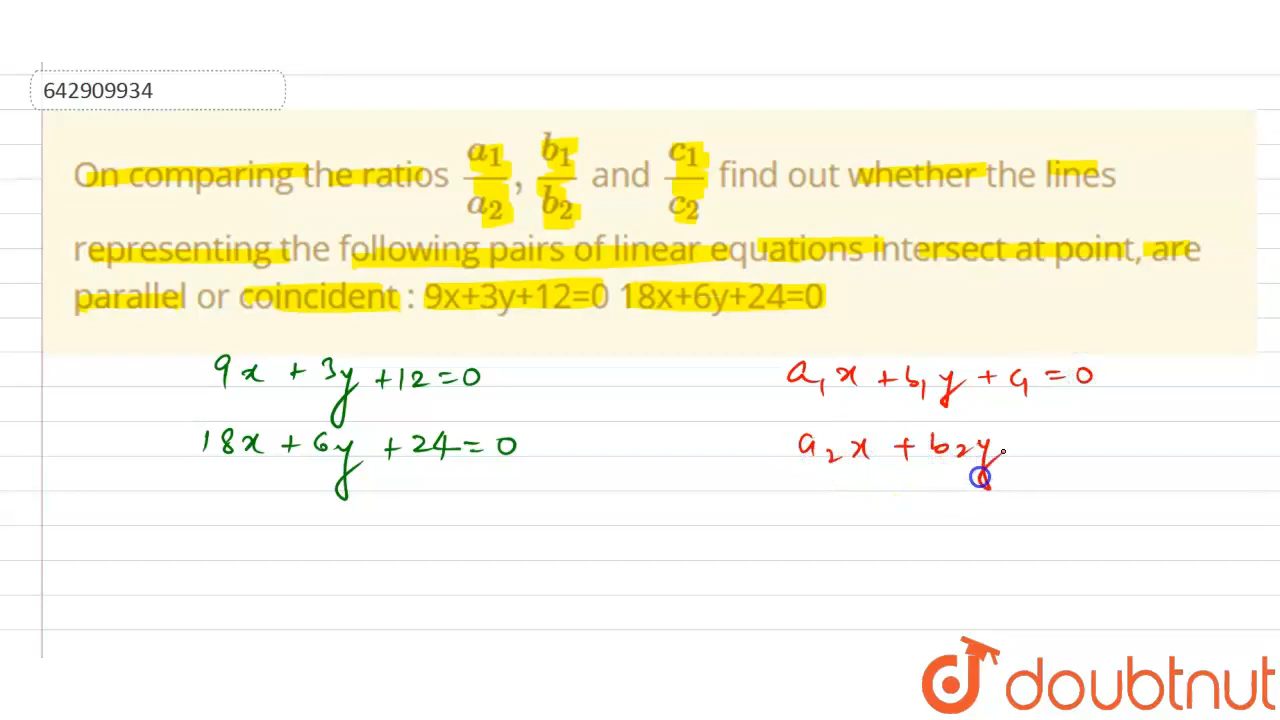 642909934
On comparing the ratios a1/a2, b1/b2 and c1/c2 find out whether the lines
representing the following pairs of linear equations intersect at point, are
parallel or coincident : 9x+3y+12=0 18x+6y+24=0
9x + 3y + 12 = 0
a₁x + b₁y + c₁ = 0
18x + 6y + 24 = 0
a₂x + b₂y
doubtnut